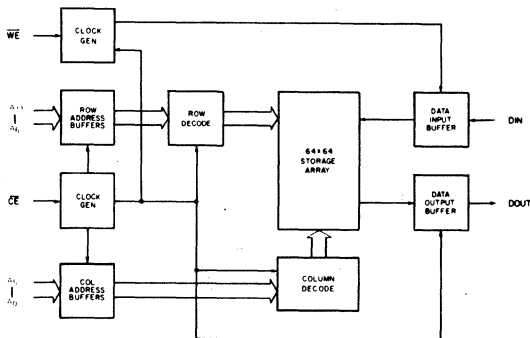 WE
CLOCK
GEN
ROW
ADDRESS
BUFFERS
ROW
DECODE
64×64
STORAGE
ARRAY
DATA
INPUT
BUFFER
DIN
CE
CLOCK
GEN
DATA
OUTPUT
BUFFER
DOUT
COL
ADDRESS
BUFFERS
COLUMN
DECODE